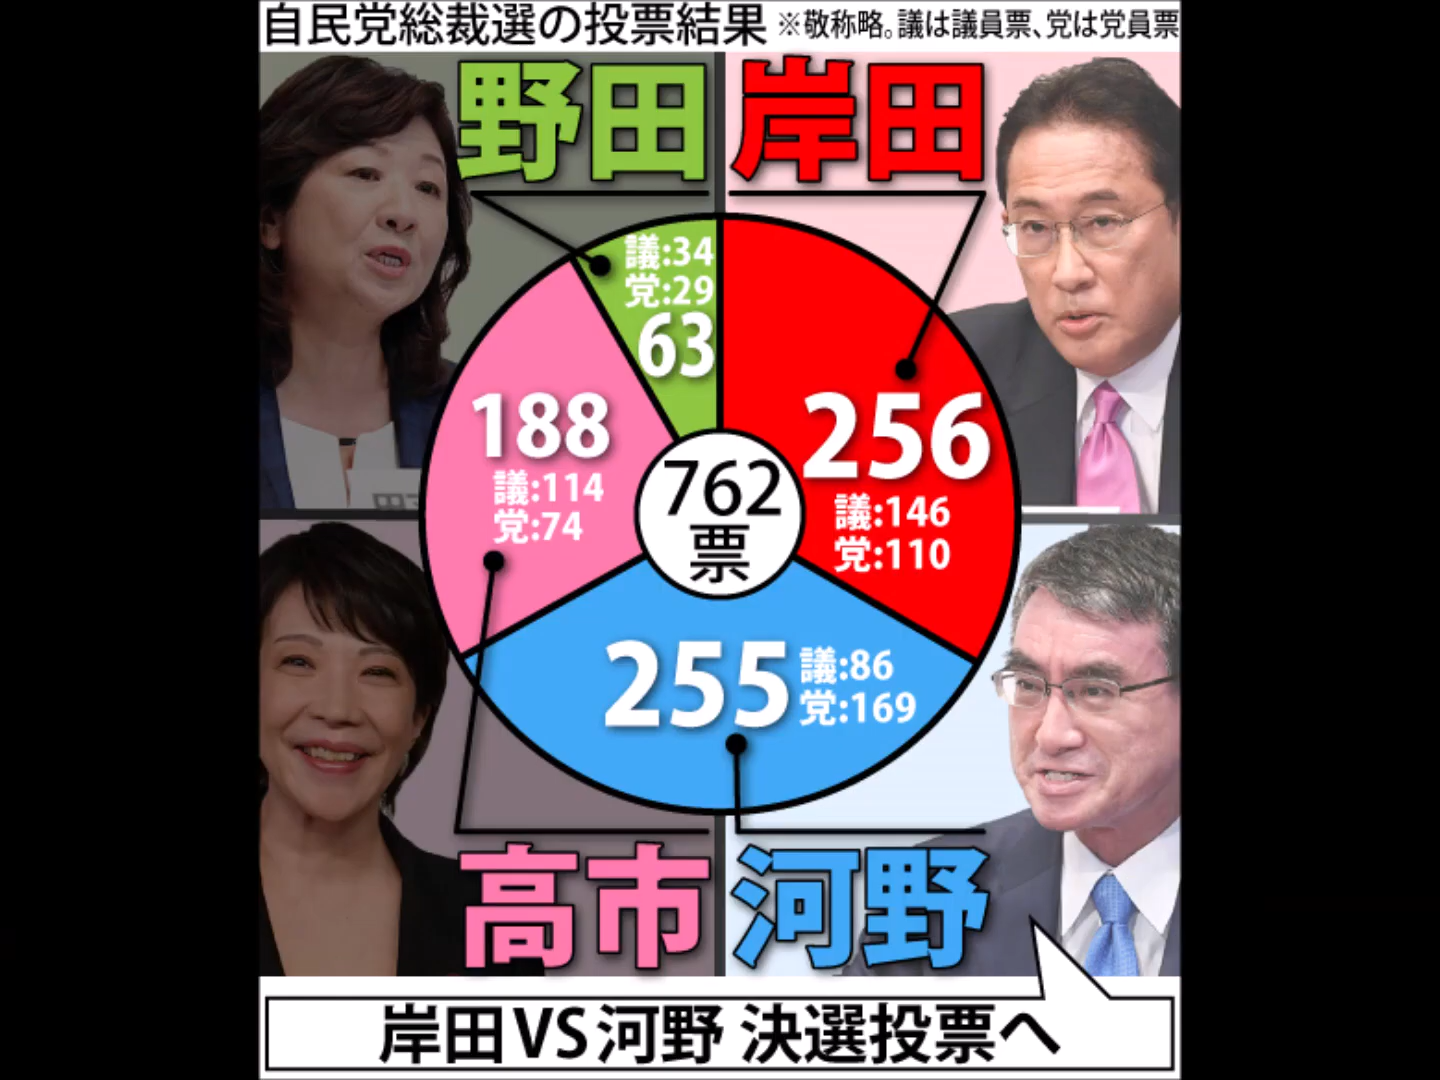 自民党総裁選の投票結果 ※敬称略。議は議員票、党は党員票
野田
岸田
議:34
党:29
63
256
議:146
党:110
188
議:114
党:74
762
票
255
議:86
党:169
高市
河野
岸田VS河野 決選投票へ